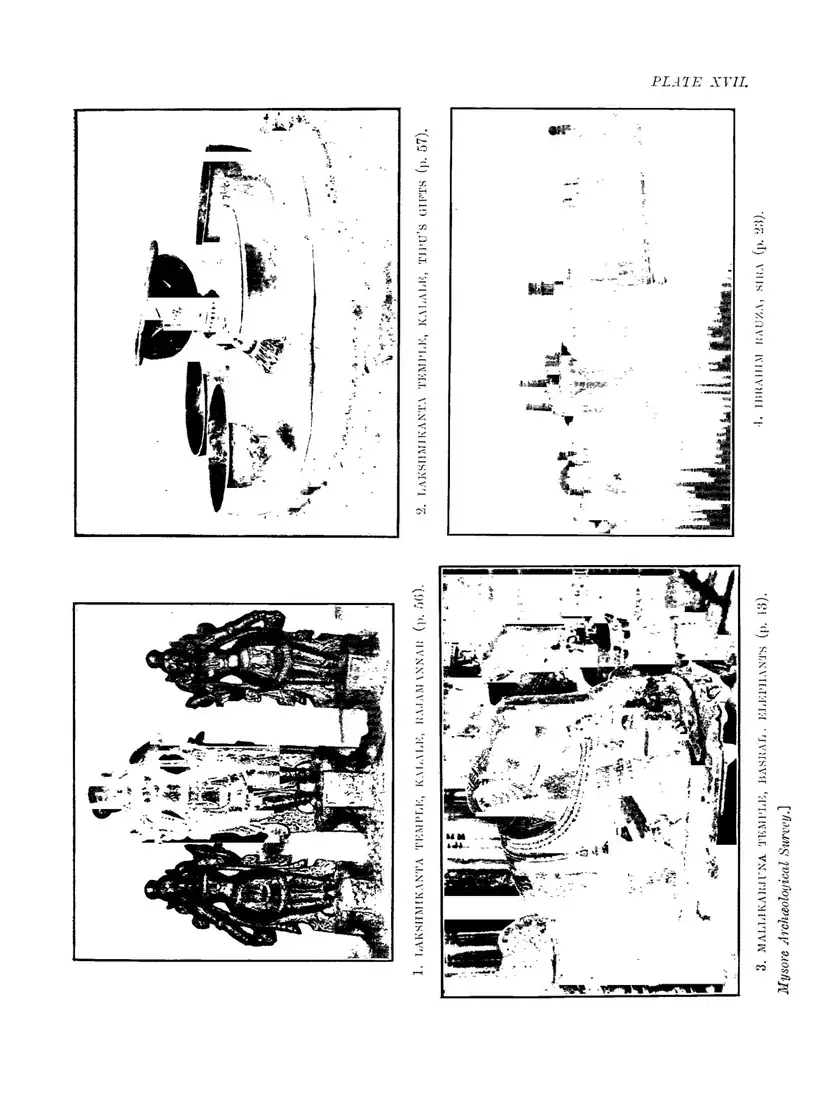 PLATE XVII.
1. LAKSHMIKANTA TEMPLE, KALALE, RAJAMANNAR (p. 56).
2. LAKSHMIKANTA TEMPLE, KALALE, TIPU'S GIFTS (p. 57).
3. MALLIKARJUNA TEMPLE, BASRAL. ELEPHANTS (p. 43).
4. IBRAHIM RAUZA, SIRA (p. 23).
Mysore Archæological Survey.]